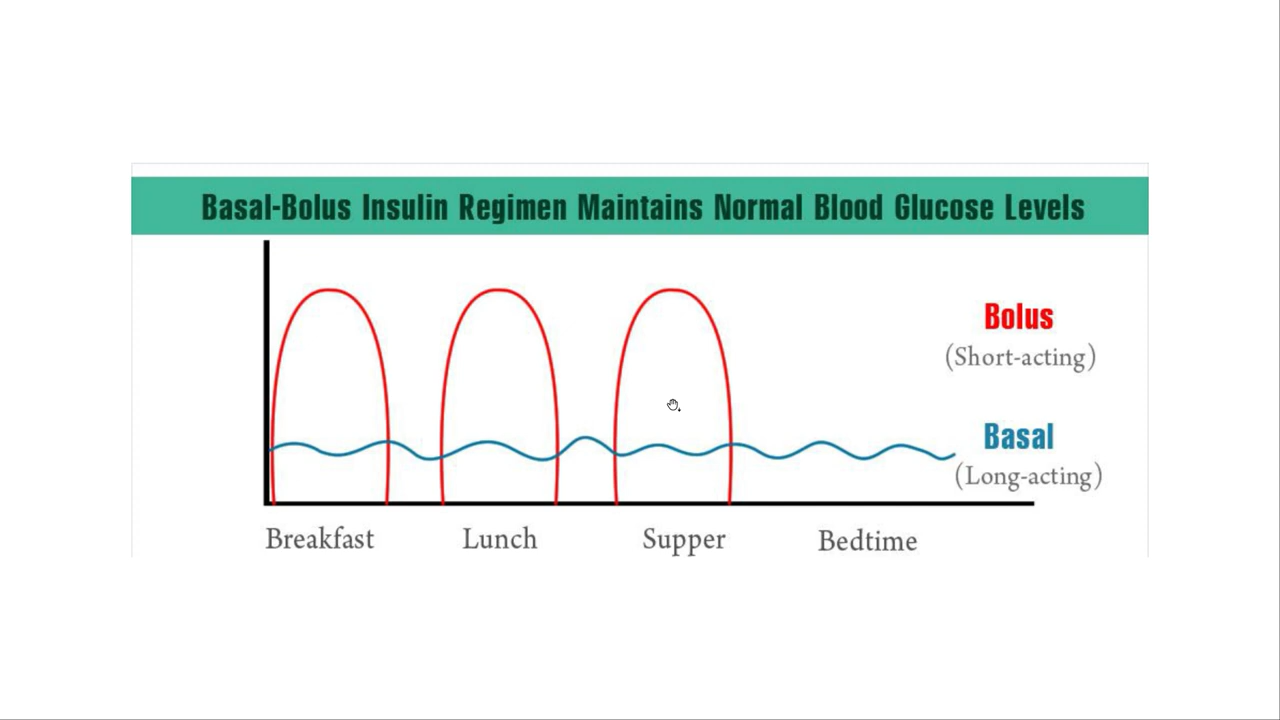 Basal-Bolus Insulin Regimen Maintains Normal Blood Glucose Levels
Bolus
(Short-acting)
Basal
(Long-acting)
Breakfast Lunch Supper Bedtime